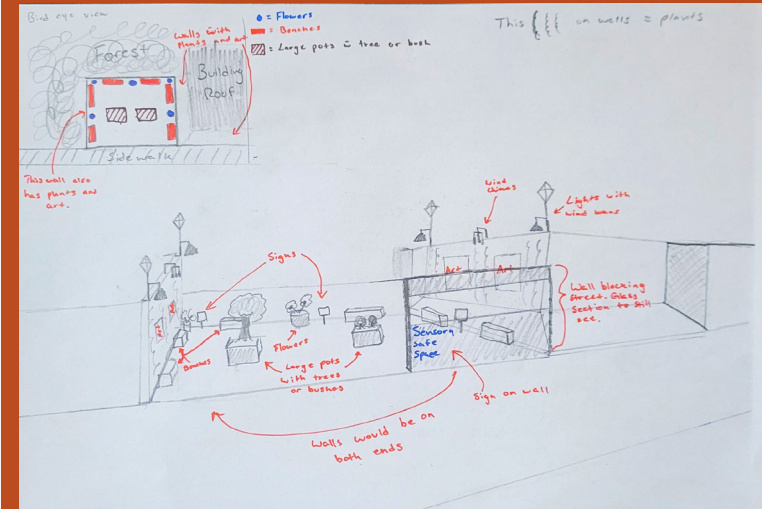 Bird eye view
Forest
Building
Roof
Sidewalk
Walls with
plants and art
This wall also
has plants and
art.
= Flowers
= Benches
= Large pots w tree or bush
This {{{{ on walls = plants
Wind
chimes
Lights with
wind
Signs
Art
Art
Art
Wall blocking
street. Glass
section to still
see.
Benches
Flowers
Large pots
with trees
or bushes
Sensory
safe
space
Sign on wall
Walls would be on
both ends